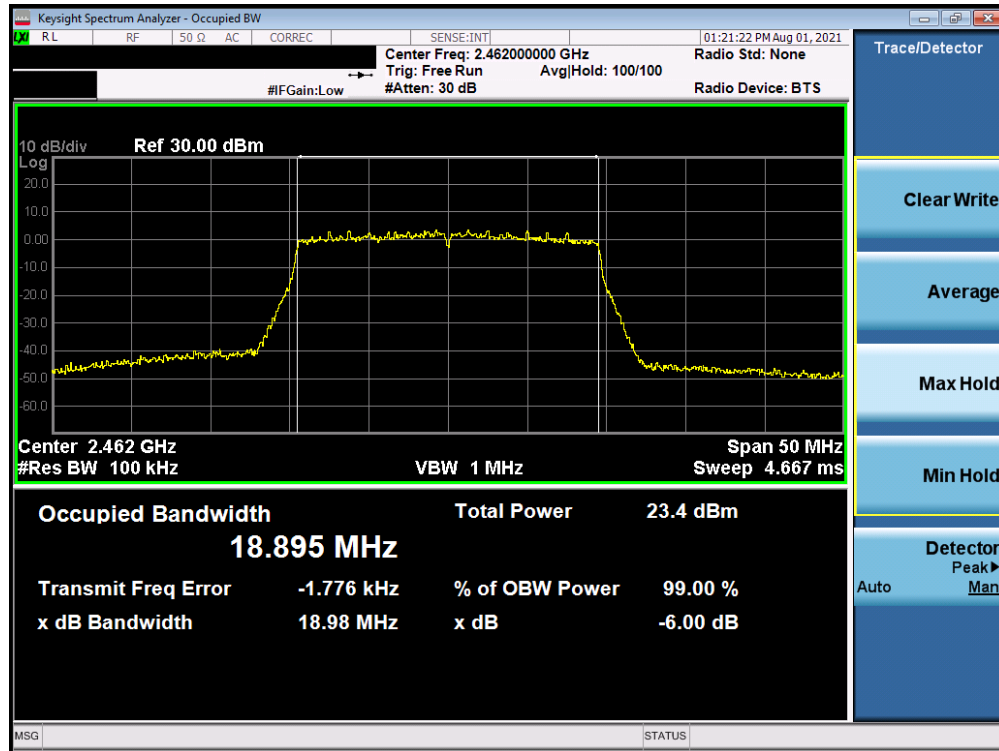 Keysight Spectrum Analyzer - Occupied BW
LXI RL RF 50 Ω AC CORREC SENSE:INT 01:21:22 PM Aug 01, 2021
Center Freq: 2.462000000 GHz Radio Std: None
Trig: Free Run Avg|Hold: 100/100
#IFGain:Low #Atten: 30 dB Radio Device: BTS
10 dB/div Ref 30.00 dBm
Log
20.0
10.0
0.00
-10.0
-20.0
-30.0
-40.0
-50.0
-60.0
Center 2.462 GHz Span 50 MHz
#Res BW 100 kHz VBW 1 MHz Sweep 4.667 ms
Occupied Bandwidth Total Power 23.4 dBm
18.895 MHz
Transmit Freq Error -1.776 kHz % of OBW Power 99.00 %
x dB Bandwidth 18.98 MHz x dB -6.00 dB
MSG STATUS
Trace/Detector
Clear Write
Average
Max Hold
Min Hold
Detector
Peak▶
Auto Man